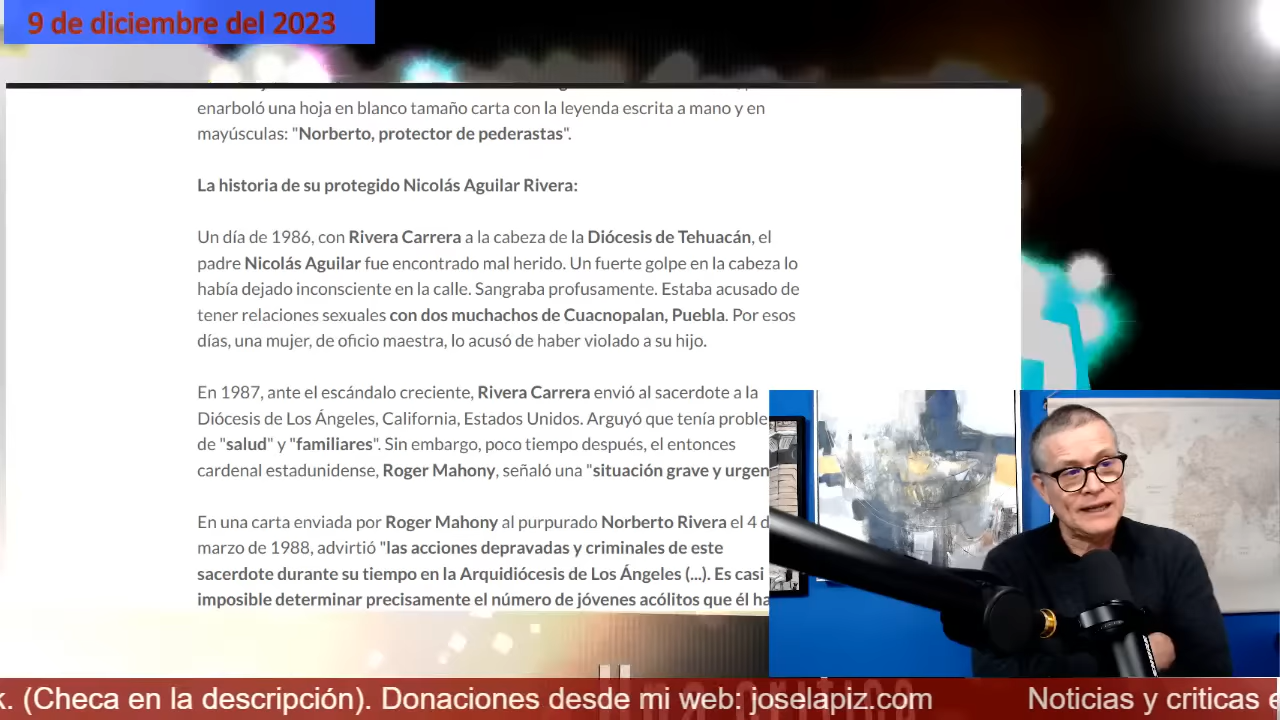 9 de diciembre del 2023
enarboló una hoja en blanco tamaño carta con la leyenda escrita a mano y en
mayúsculas: "Norberto, protector de pederastas".
La historia de su protegido Nicolás Aguilar Rivera:
Un día de 1986, con Rivera Carrera a la cabeza de la Diócesis de Tehuacán, el
padre Nicolás Aguilar fue encontrado mal herido. Un fuerte golpe en la cabeza lo
había dejado inconsciente en la calle. Sangraba profusamente. Estaba acusado de
tener relaciones sexuales con dos muchachos de Cuacnopalan, Puebla. Por esos
días, una mujer, de oficio maestra, lo acusó de haber violado a su hijo.
En 1987, ante el escándalo creciente, Rivera Carrera envió al sacerdote a la
Diócesis de Los Ángeles, California, Estados Unidos. Arguyó que tenía proble
de "salud" y "familiares". Sin embargo, poco tiempo después, el entonces
cardenal estadunidense, Roger Mahony, señaló una "situación grave y urgen
En una carta enviada por Roger Mahony al purpurado Norberto Rivera el 4 d
marzo de 1988, advirtió "las acciones depravadas y criminales de este
sacerdote durante su tiempo en la Arquidiócesis de Los Ángeles (...). Es casi
imposible determinar precisamente el número de jóvenes acólitos que él ha
k. (Checa en la descripción). Donaciones desde mi web: joselapiz.com Noticias y criticas e